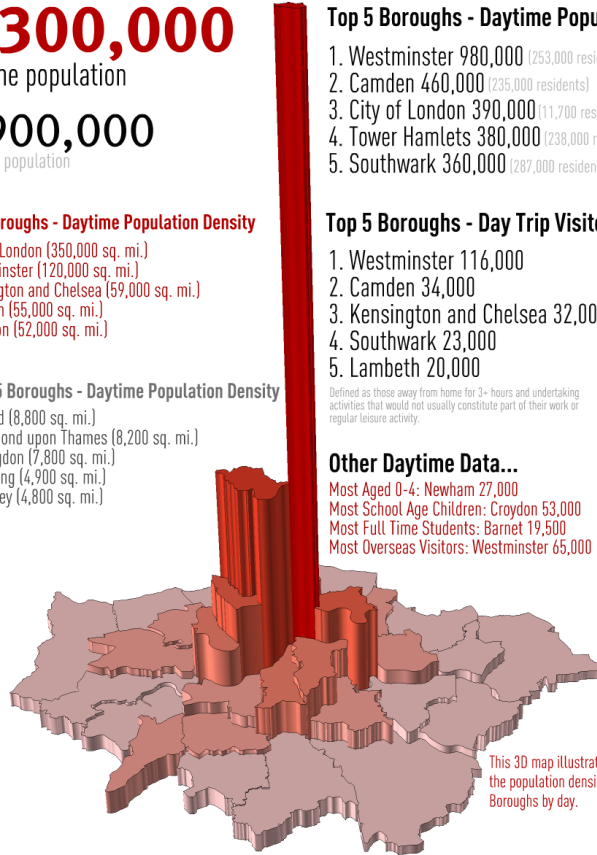 300,000
ne population
900,000
population
roughs - Daytime Population Density
London (350,000 sq. mi.)
inster (120,000 sq. mi.)
gton and Chelsea (59,000 sq. mi.)
n (55,000 sq. mi.)
on (52,000 sq. mi.)
5 Boroughs - Daytime Population Density
d (8,800 sq. mi.)
ond upon Thames (8,200 sq. mi.)
gdon (7,800 sq. mi.)
ng (4,900 sq. mi.)
ey (4,800 sq. mi.)
Top 5 Boroughs - Daytime Popu
1. Westminster 980,000 (253,000 resi
2. Camden 460,000 (235,000 residents)
3. City of London 390,000 (11,700 res
4. Tower Hamlets 380,000 (238,000 r
5. Southwark 360,000 (287,000 residen
Top 5 Boroughs - Day Trip Visito
1. Westminster 116,000
2. Camden 34,000
3. Kensington and Chelsea 32,00
4. Southwark 23,000
5. Lambeth 20,000
Defined as those away from home for 3+ hours and undertaking
activities that would not usually constitute part of their work or
regular leisure activity.
Other Daytime Data...
Most Aged 0-4: Newham 27,000
Most School Age Children: Croydon 53,000
Most Full Time Students: Barnet 19,500
Most Overseas Visitors: Westminster 65,000
This 3D map illustrat
the population densi
Boroughs by day.